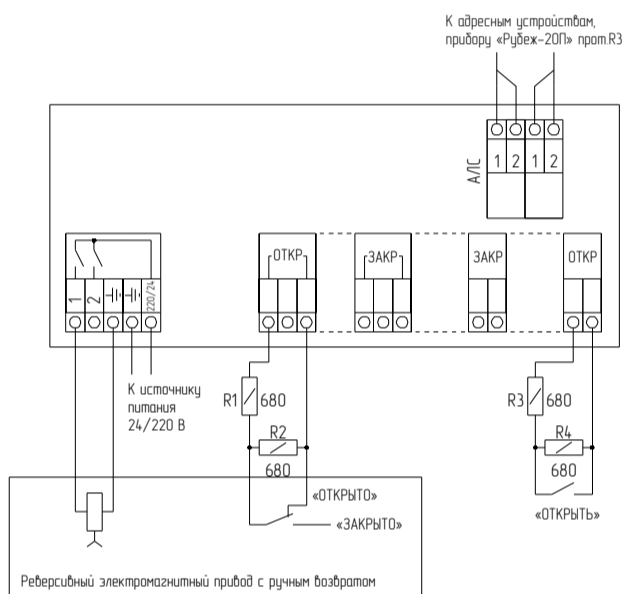 К адресным устройствам,
прибору «Рубеж-20П» прот.R3
АЛС
1 2 1 2
ОТКР
ЗАКР
ЗАКР
ОТКР
1
2
220/24
К источнику
питания
24/220 В
R1
680
R2
680
R3
680
R4
680
«ОТКРЫТО»
«ЗАКРЫТО»
«ОТКРЫТЬ»
Реверсивный электромагнитный привод с ручным возвратом